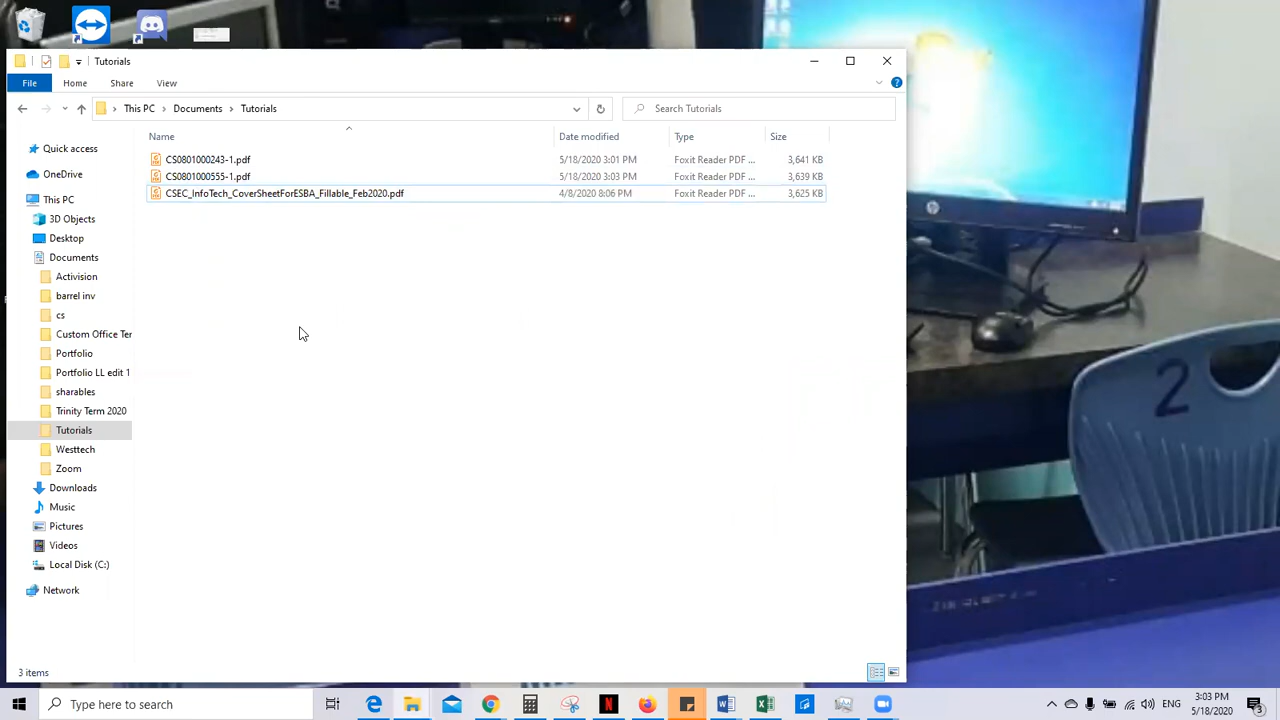 Tutorials
File Home Share View
This PC Documents Tutorials
Search Tutorials
Name Date modified Type Size
CS0801000243-1.pdf 5/18/2020 3:01 PM Foxit Reader PDF ... 3,641 KB
CS0801000555-1.pdf 5/18/2020 3:03 PM Foxit Reader PDF ... 3,639 KB
CSEC_InfoTech_CoverSheetForESBA_Fillable_Feb2020.pdf 4/8/2020 8:06 PM Foxit Reader PDF ... 3,625 KB
Quick access
OneDrive
This PC
3D Objects
Desktop
Documents
Activision
barrel inv
cs
Custom Office Ter
Portfolio
Portfolio LL edit 1
sharables
Trinity Term 2020
Tutorials
Westtech
Zoom
Downloads
Music
Pictures
Videos
Local Disk (C:)
Network
3 items
2
Type here to search
ENG
3:03 PM
5/18/2020
3